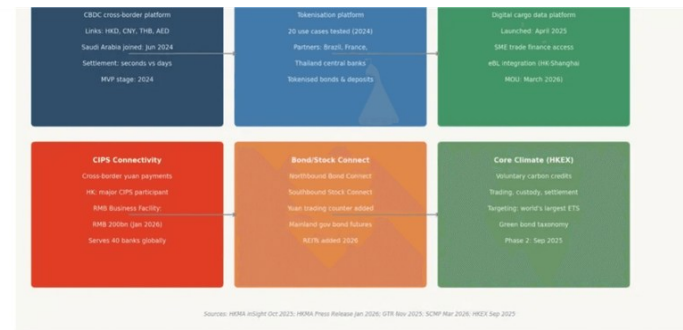 CBDC cross-border platform
Links: HKD, CNY, THB, AED
Saudi Arabia joined: Jun 2024
Settlement: seconds vs days
MVP stage: 2024
Tokenisation platform
20 use cases tested (2024)
Partners: Brazil, France,
Thailand central banks
Tokenised bonds & deposits
Digital cargo data platform
Launched: April 2025
SME trade finance access
eBL integration (HK-Shanghai
MOU: March 2026)
CIPS Connectivity
Cross-border yuan payments
HK: major CIPS participant
RMB Business Facility:
RMB 200bn (Jan 2026)
Serves 40 banks globally
Bond/Stock Connect
Northbound Bond Connect
Southbound Stock Connect
Yuan trading counter added
Mainland gov bond futures
REITs added 2026
Core Climate (HKEX)
Voluntary carbon credits
Trading, custody, settlement
Targeting: world's largest ETS
Green bond taxonomy
Phase 2: Sep 2025
Sources: HKMA inSight Oct 2025; HKMA Press Release Jan 2026; GTR Nov 2025; SCMP Mar 2026; HKEX Sep 2025